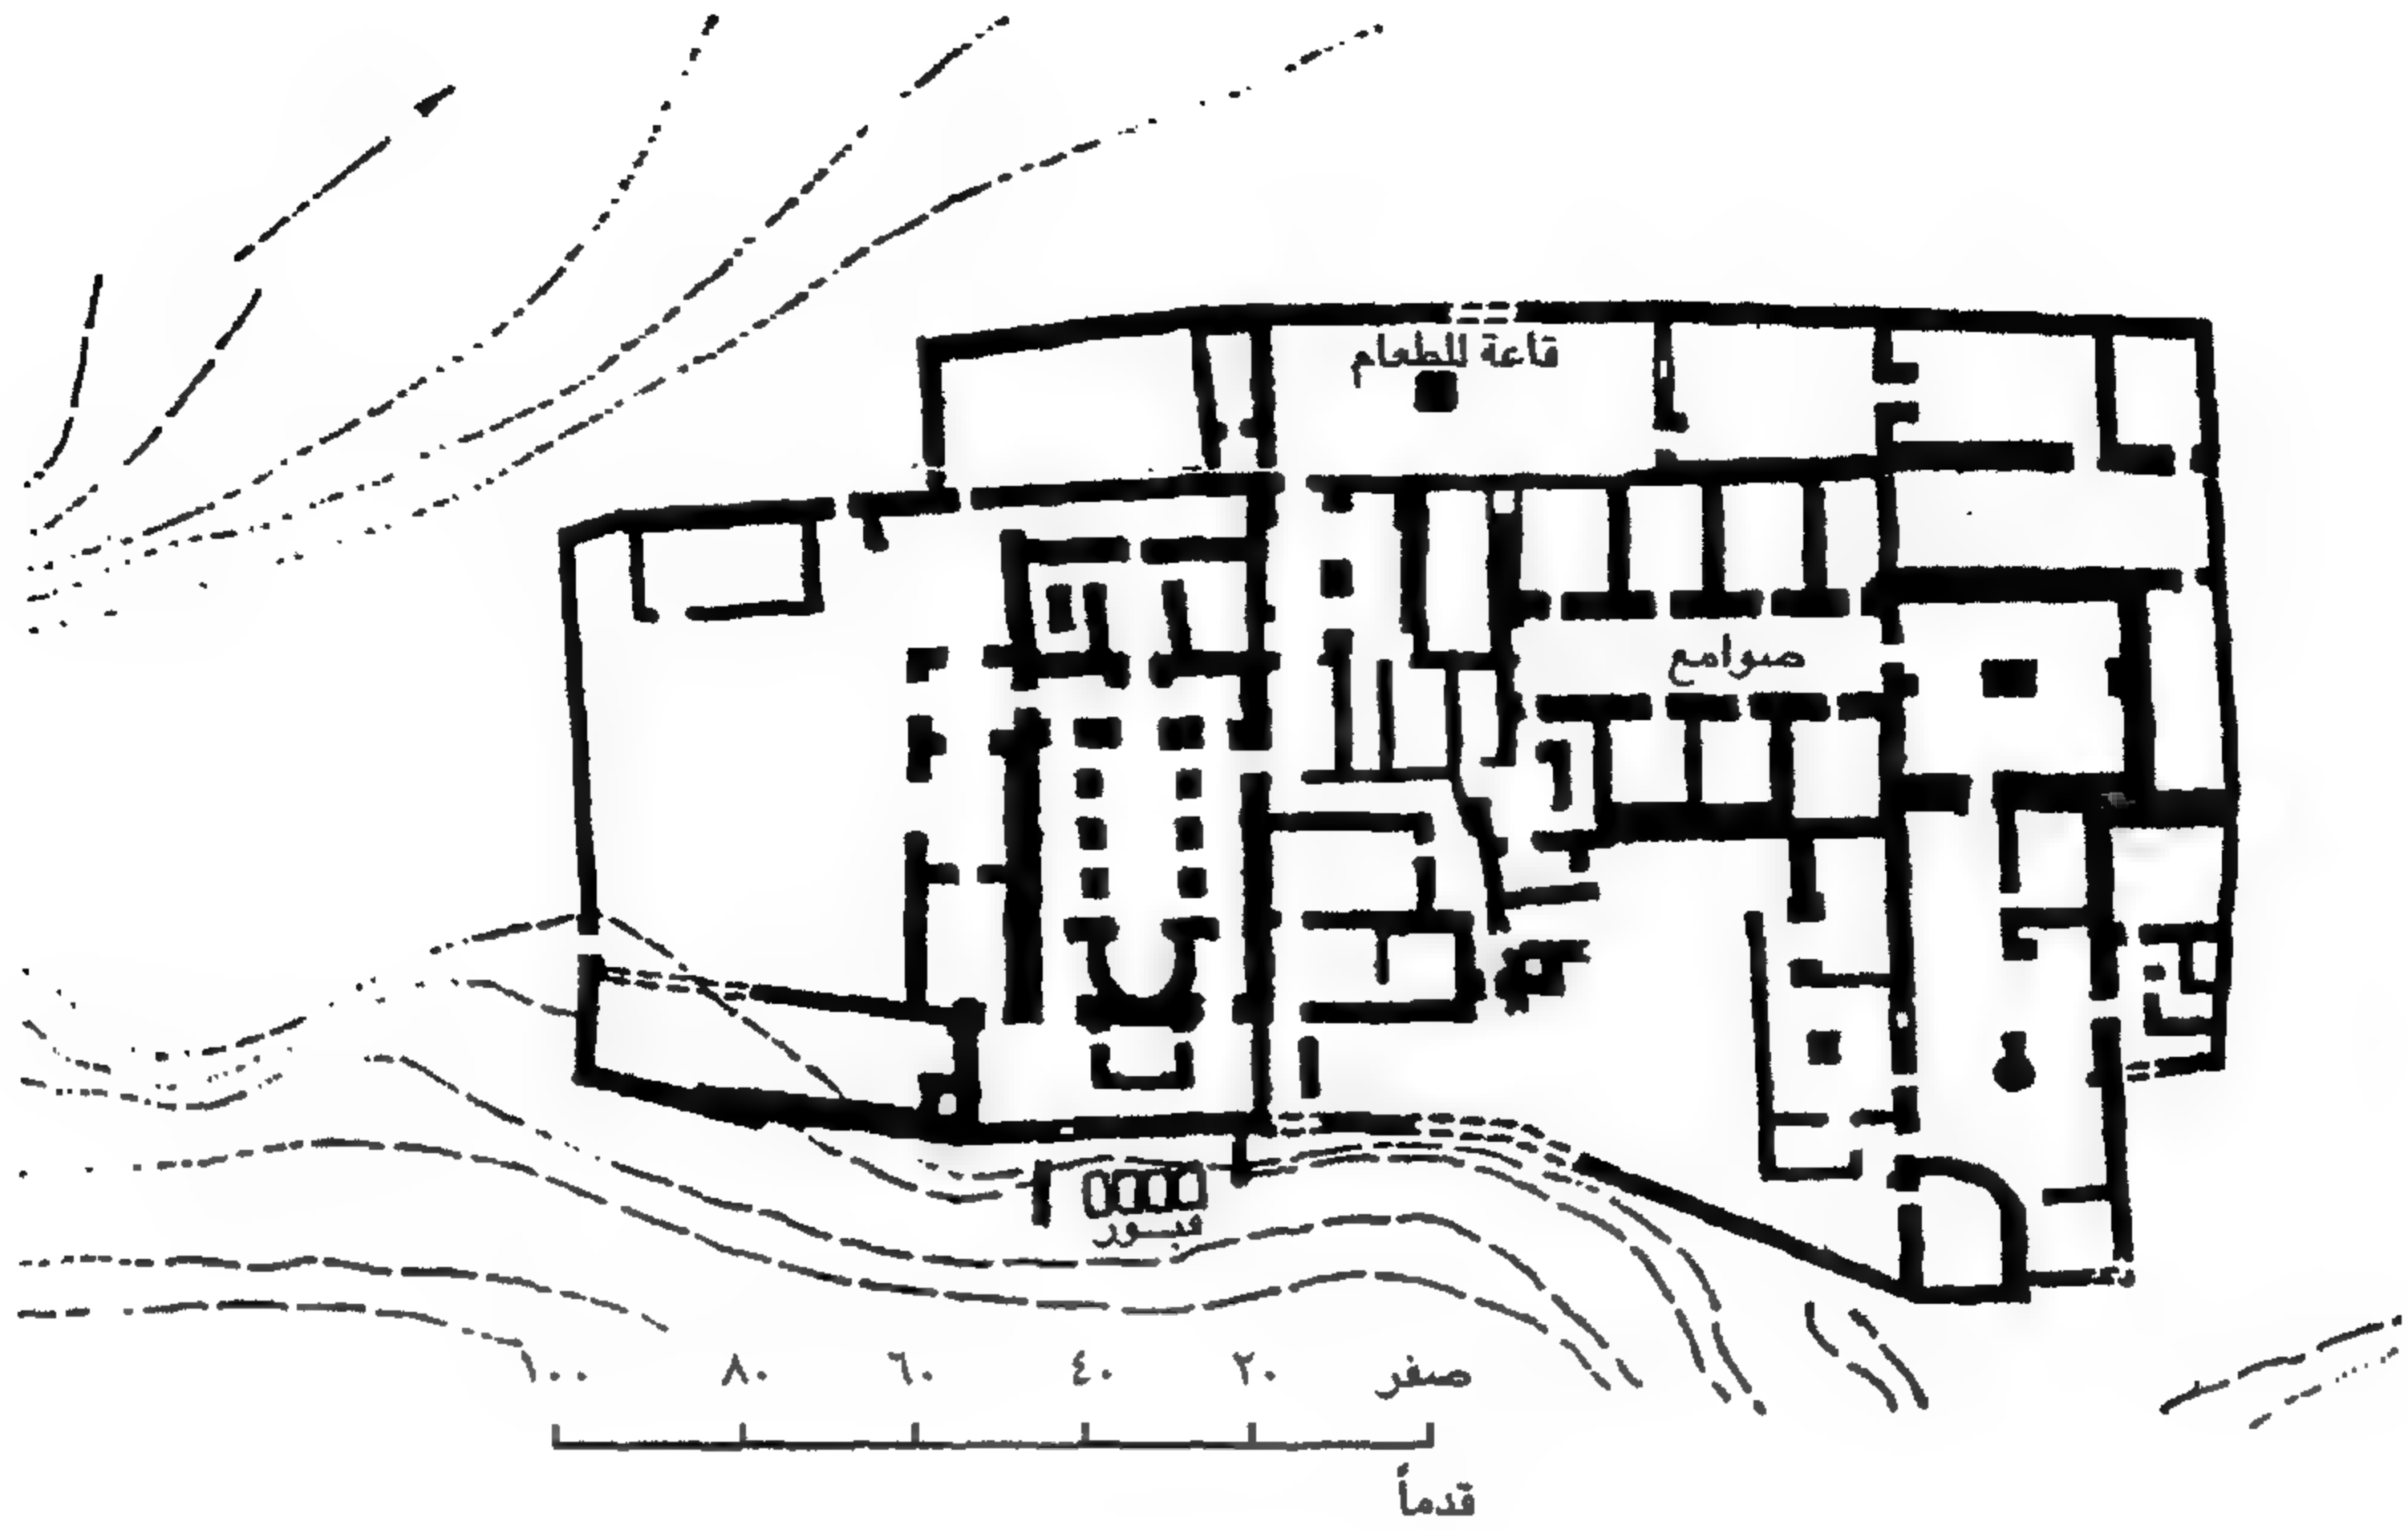 قاعة للطعام
صوامع
قبور
صفر ٢٠ ٤٠ ٦٠ ٨٠ ١٠٠
قدماً